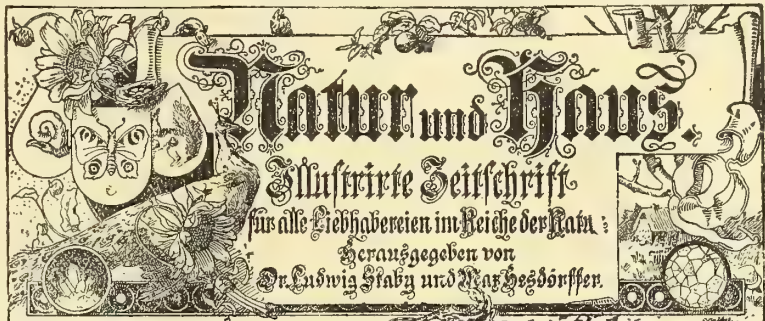 Natur und Haus.
Illustrirte Zeitschrift
für alle Liebhabereien im Reiche der Natur
Herausgegeben von
Dr. Ludwig Staby und Max Hesdörffer.